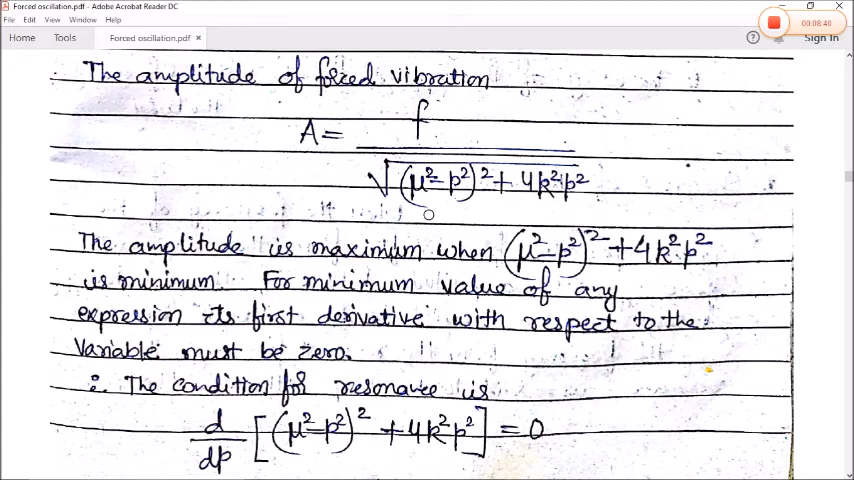 Forced oscillation.pdf - Adobe Acrobat Reader DC
File Edit View Window Help
Home Tools Forced oscillation.pdf × Sign In
00:08:40
The amplitude of forced vibration
A = f / √(μ² - p²)² + 4k²p²
The amplitude is maximum when (μ² - p²)² + 4k²p²
is minimum. For minimum value of any
expression its first derivative with respect to the
variable must be zero.
∴ The condition for resonance is
d/dp [(μ² - p²)² + 4k²p²] = 0